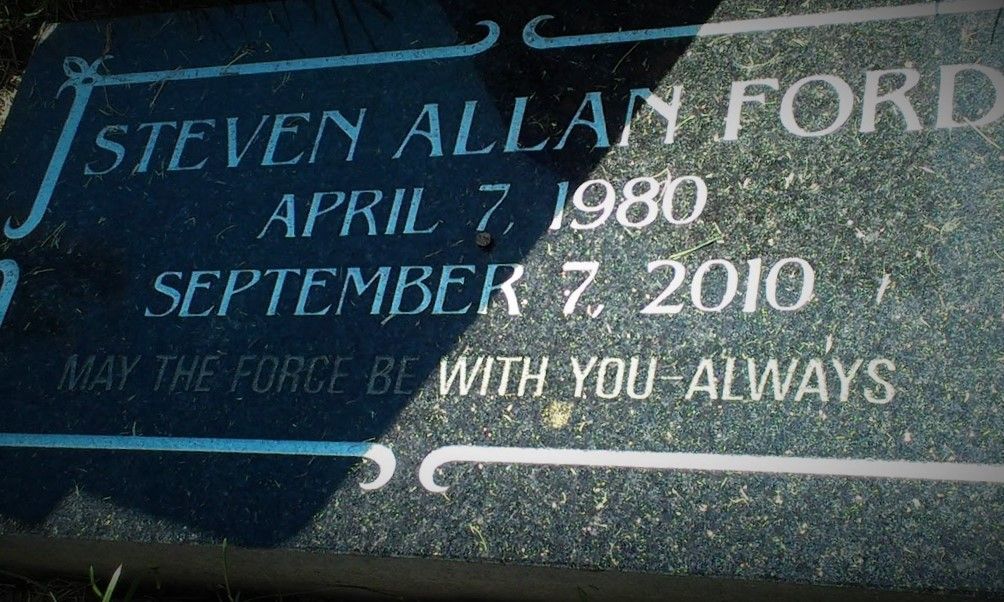 STEVEN ALLAN FORD
APRIL 7, 1980
SEPTEMBER 7, 2010
MAY THE FORCE BE WITH YOU-ALWAYS